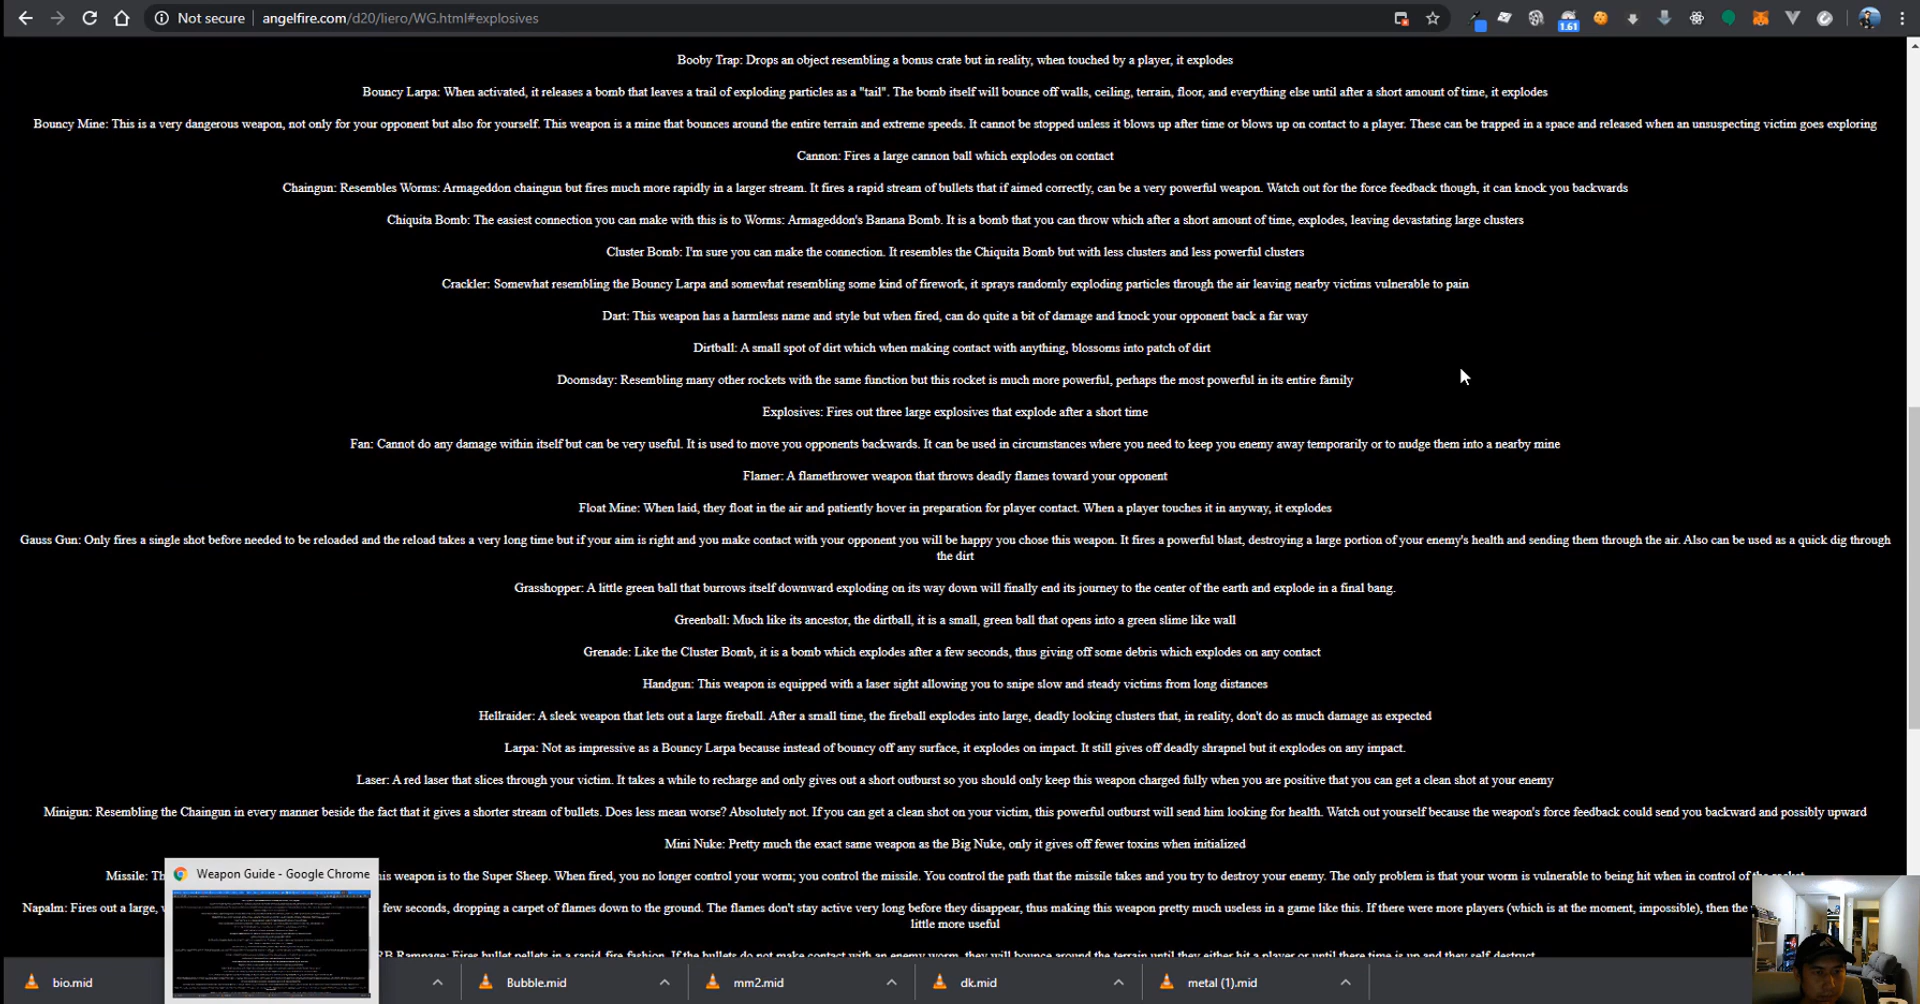 Not secure | angelfire.com/d20/liero/WG.html#explosives
1.61
Booby Trap: Drops an object resembling a bonus crate but in reality, when touched by a player, it explodes
Bouncy Larpa: When activated, it releases a bomb that leaves a trail of exploding particles as a "tail". The bomb itself will bounce off walls, ceiling, terrain, floor, and everything else until after a short amount of time, it explodes
Bouncy Mine: This is a very dangerous weapon, not only for your opponent but also for yourself. This weapon is a mine that bounces around the entire terrain and extreme speeds. It cannot be stopped unless it blows up after time or blows up on contact to a player. These can be trapped in a space and released when an unsuspecting victim goes exploring
Cannon: Fires a large cannon ball which explodes on contact
Chaingun: Resembles Worms: Armageddon chaingun but fires much more rapidly in a larger stream. It fires a rapid stream of bullets that if aimed correctly, can be a very powerful weapon. Watch out for the force feedback though, it can knock you backwards
Chiquita Bomb: The easiest connection you can make with this is to Worms: Armageddon's Banana Bomb. It is a bomb that you can throw which after a short amount of time, explodes, leaving devastating large clusters
Cluster Bomb: I'm sure you can make the connection. It resembles the Chiquita Bomb but with less clusters and less powerful clusters
Crackler: Somewhat resembling the Bouncy Larpa and somewhat resembling some kind of firework, it sprays randomly exploding particles through the air leaving nearby victims vulnerable to pain
Dart: This weapon has a harmless name and style but when fired, can do quite a bit of damage and knock your opponent back a far way
Dirtball: A small spot of dirt which when making contact with anything, blossoms into patch of dirt
Doomsday: Resembling many other rockets with the same function but this rocket is much more powerful, perhaps the most powerful in its entire family
Explosives: Fires out three large explosives that explode after a short time
Fan: Cannot do any damage within itself but can be very useful. It is used to move you opponents backwards. It can be used in circumstances where you need to keep you enemy away temporarily or to nudge them into a nearby mine
Flamer: A flamethrower weapon that throws deadly flames toward your opponent
Float Mine: When laid, they float in the air and patiently hover in preparation for player contact. When a player touches it in anyway, it explodes
Gauss Gun: Only fires a single shot before needed to be reloaded and the reload takes a very long time but if your aim is right and you make contact with your opponent you will be happy you chose this weapon. It fires a powerful blast, destroying a large portion of your enemy's health and sending them through the air. Also can be used as a quick dig through
the dirt
Grasshopper: A little green ball that burrows itself downward exploding on its way down will finally end its journey to the center of the earth and explode in a final bang.
Greenball: Much like its ancestor, the dirtball, it is a small, green ball that opens into a green slime like wall
Grenade: Like the Cluster Bomb, it is a bomb which explodes after a few seconds, thus giving off some debris which explodes on any contact
Handgun: This weapon is equipped with a laser sight allowing you to snipe slow and steady victims from long distances
Hellraider: A sleek weapon that lets out a large fireball. After a small time, the fireball explodes into large, deadly looking clusters that, in reality, don't do as much damage as expected
Larpa: Not as impressive as a Bouncy Larpa because instead of bouncy off any surface, it explodes on impact. It still gives off deadly shrapnel but it explodes on any impact.
Laser: A red laser that slices through your victim. It takes a while to recharge and only gives out a short outburst so you should only keep this weapon charged fully when you are positive that you can get a clean shot at your enemy
Minigun: Resembling the Chaingun in every manner beside the fact that it gives a shorter stream of bullets. Does less mean worse? Absolutely not. If you can get a clean shot on your victim, this powerful outburst will send him looking for health. Watch out yourself because the weapon's force feedback could send you backward and possibly upward
Mini Nuke: Pretty much the exact same weapon as the Big Nuke, only it gives off fewer toxins when initialized
Weapon Guide - Google Chrome
Missile: his weapon is to the Super Sheep. When fired, you no longer control your worm; you control the missile. You control the path that the missile takes and you try to destroy your enemy. The only problem is that your worm is vulnerable to being hit when in control of the
Napalm: Fires out a large, few seconds, dropping a carpet of flames down to the ground. The flames don't stay active very long before they disappear, thus making this weapon pretty much useless in a game like this. If there were more players (which is at the moment, impossible), then the
little more useful
RB Rampage: Fires bullet pellets in a rapid fire fashion. If the bullets do not make contact with an enemy worm, they will bounce around the terrain until they either hit a player or until there time is up and they self destruct
bio.mid
Bubble.mid
mm2.mid
dk.mid
metal (1).mid